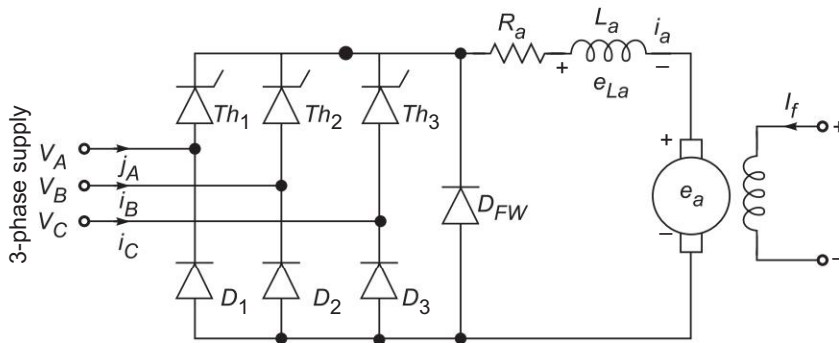 R_a
L_a
i_a
+ −
e_La
Th_1
Th_2
Th_3
I_f
+
3-phase supply
V_A
j_A
+
V_B
i_B
D_FW
e_a
V_C
i_C
−
−
D_1
D_2
D_3